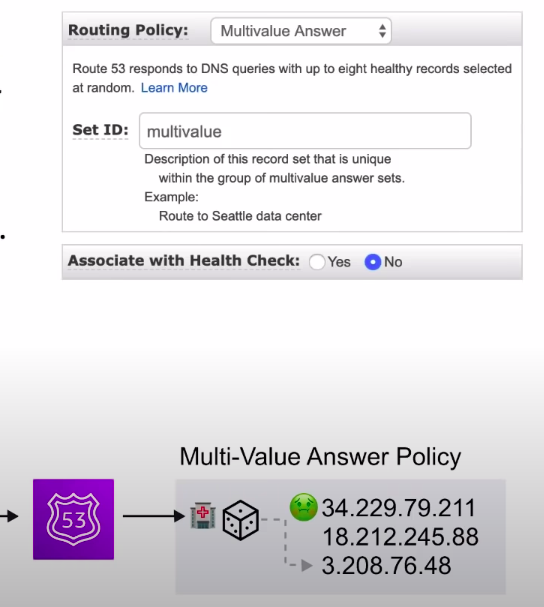 Routing Policy: Multivalue Answer
Route 53 responds to DNS queries with up to eight healthy records selected
at random. Learn More
Set ID: multivalue
Description of this record set that is unique
within the group of multivalue answer sets.
Example:
Route to Seattle data center
Associate with Health Check: Yes No
Multi-Value Answer Policy
53
34.229.79.211
18.212.245.88
3.208.76.48